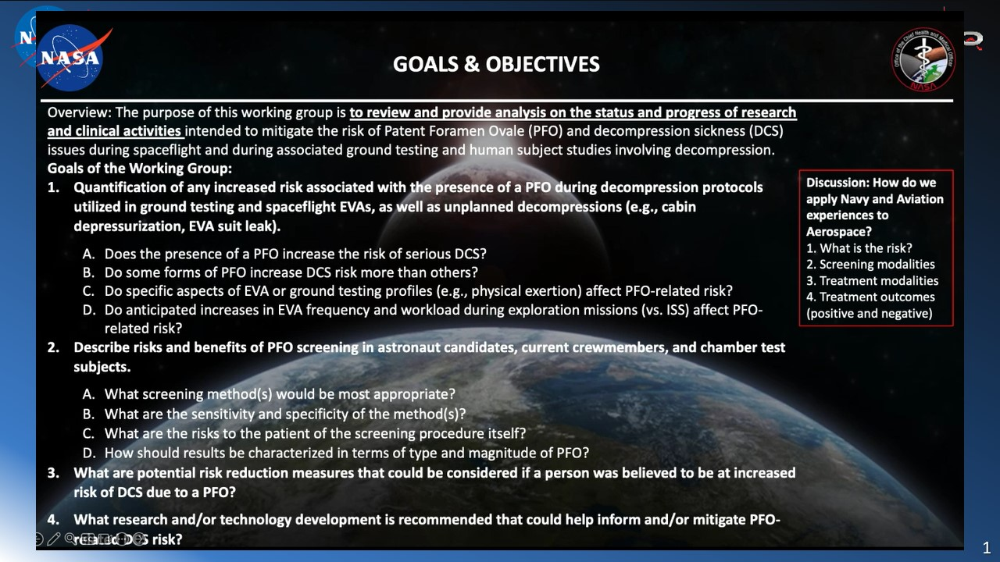 N
NASA
Office of the Chief Health and Medical Officer
NASA
GOALS & OBJECTIVES
Overview: The purpose of this working group is to review and provide analysis on the status and progress of research
and clinical activities intended to mitigate the risk of Patent Foramen Ovale (PFO) and decompression sickness (DCS)
issues during spaceflight and during associated ground testing and human subject studies involving decompression.
Goals of the Working Group:
1. Quantification of any increased risk associated with the presence of a PFO during decompression protocols
utilized in ground testing and spaceflight EVAs, as well as unplanned decompressions (e.g., cabin
depressurization, EVA suit leak).
A. Does the presence of a PFO increase the risk of serious DCS?
B. Do some forms of PFO increase DCS risk more than others?
C. Do specific aspects of EVA or ground testing profiles (e.g., physical exertion) affect PFO-related risk?
D. Do anticipated increases in EVA frequency and workload during exploration missions (vs. ISS) affect PFO-
related risk?
2. Describe risks and benefits of PFO screening in astronaut candidates, current crewmembers, and chamber test
subjects.
A. What screening method(s) would be most appropriate?
B. What are the sensitivity and specificity of the method(s)?
C. What are the risks to the patient of the screening procedure itself?
D. How should results be characterized in terms of type and magnitude of PFO?
3. What are potential risk reduction measures that could be considered if a person was believed to be at increased
risk of DCS due to a PFO?
4. What research and/or technology development is recommended that could help inform and/or mitigate PFO-
related DCS risk?
Discussion: How do we
apply Navy and Aviation
experiences to
Aerospace?
1. What is the risk?
2. Screening modalities
3. Treatment modalities
4. Treatment outcomes
(positive and negative)
1